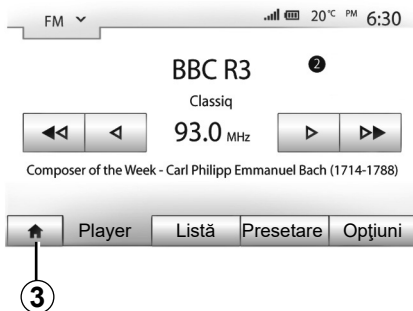 FM 20°C PM 6:30
BBC R3 2
Classiq
93.0 MHz
Composer of the Week - Carl Philipp Emmanuel Bach (1714-1788)
Player Listă Presetare Opţiuni
3